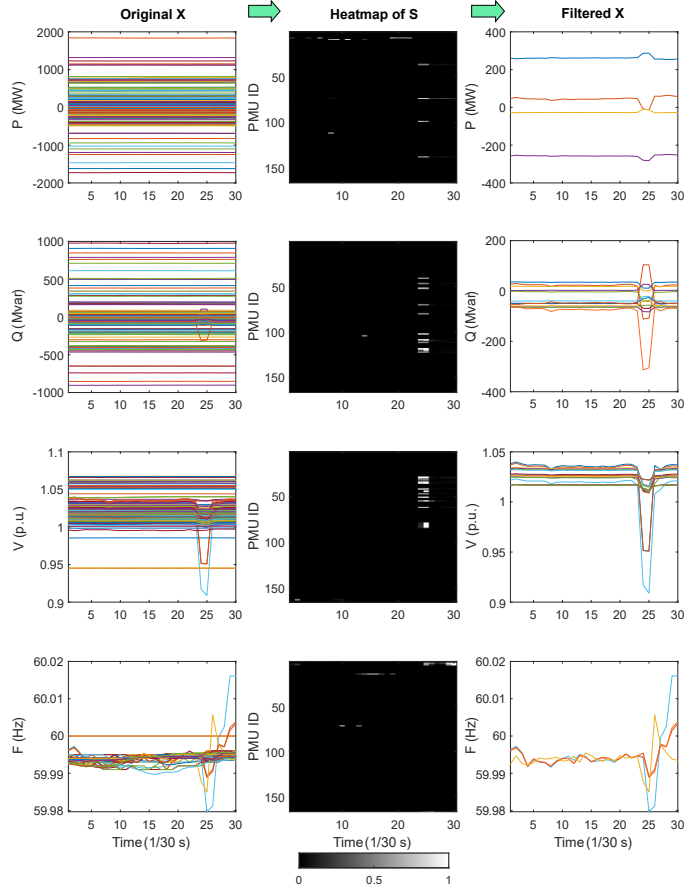 Original X
Heatmap of S
Filtered X
2000
1000
0
-1000
-2000
P (MW)
5 10 15 20 25 30
50
100
150
PMU ID
10 20 30
400
200
0
-200
-400
P (MW)
5 10 15 20 25 30
1000
500
0
-500
-1000
Q (Mvar)
5 10 15 20 25 30
50
100
150
PMU ID
10 20 30
200
0
-200
-400
Q (Mvar)
5 10 15 20 25 30
1.1
1.05
1
0.95
0.9
V (p.u.)
5 10 15 20 25 30
50
100
150
PMU ID
10 20 30
1.05
1
0.95
0.9
V (p.u.)
5 10 15 20 25 30
60.02
60.01
60
59.99
59.98
F (Hz)
5 10 15 20 25 30
Time (1/30 s)
50
100
150
PMU ID
10 20 30
Time (1/30 s)
60.02
60.01
60
59.99
59.98
F (Hz)
5 10 15 20 25 30
Time (1/30 s)
0 0.5 1